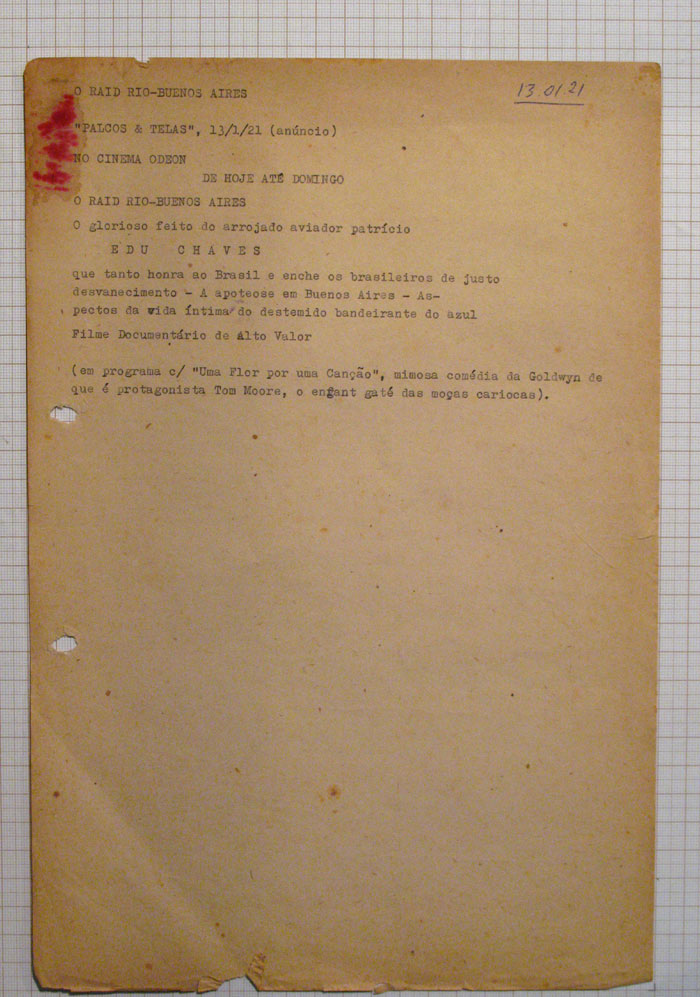 O RAID RIO-BUENOS AIRES
13.01.21
"PALCOS & TELAS", 13/1/21 (anúncio)
NO CINEMA ODEON
DE HOJE ATÉ DOMINGO
O RAID RIO-BUENOS AIRES
O glorioso feito do arrojado aviador patrício
EDU CHAVES
que tanto honra ao Brasil e enche os brasileiros de justo
desvanecimento - A apoteose em Buenos Aires - As-
pectos da vida íntima do destemido bandeirante do azul
Filme Documentário de Alto Valor
(em programa c/ "Uma Flor por uma Canção", mimosa comédia da Goldwyn de
que é protagonista Tom Moore, o engant gaté das moças cariocas).